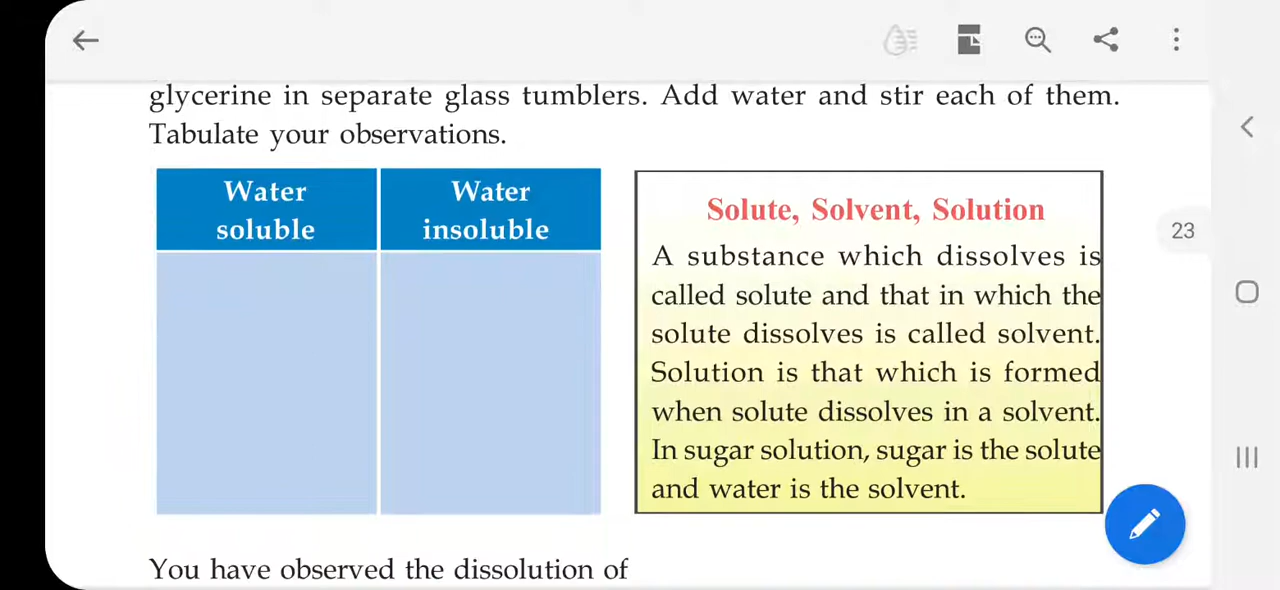 glycerine in separate glass tumblers. Add water and stir each of them.
Tabulate your observations.
Water
soluble
Water
insoluble
Solute, Solvent, Solution
A substance which dissolves is
called solute and that in which the
solute dissolves is called solvent.
Solution is that which is formed
when solute dissolves in a solvent.
In sugar solution, sugar is the solute
and water is the solvent.
23
You have observed the dissolution of